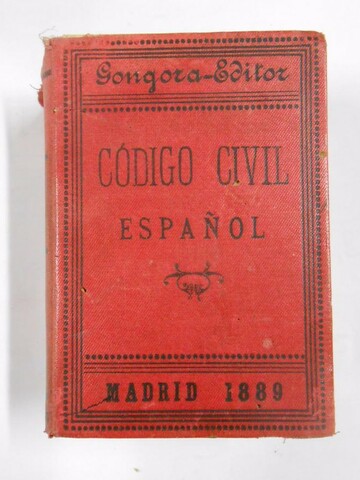 Gongora-Editor
CÓDIGO CIVIL
ESPAÑOL
MADRID 1889